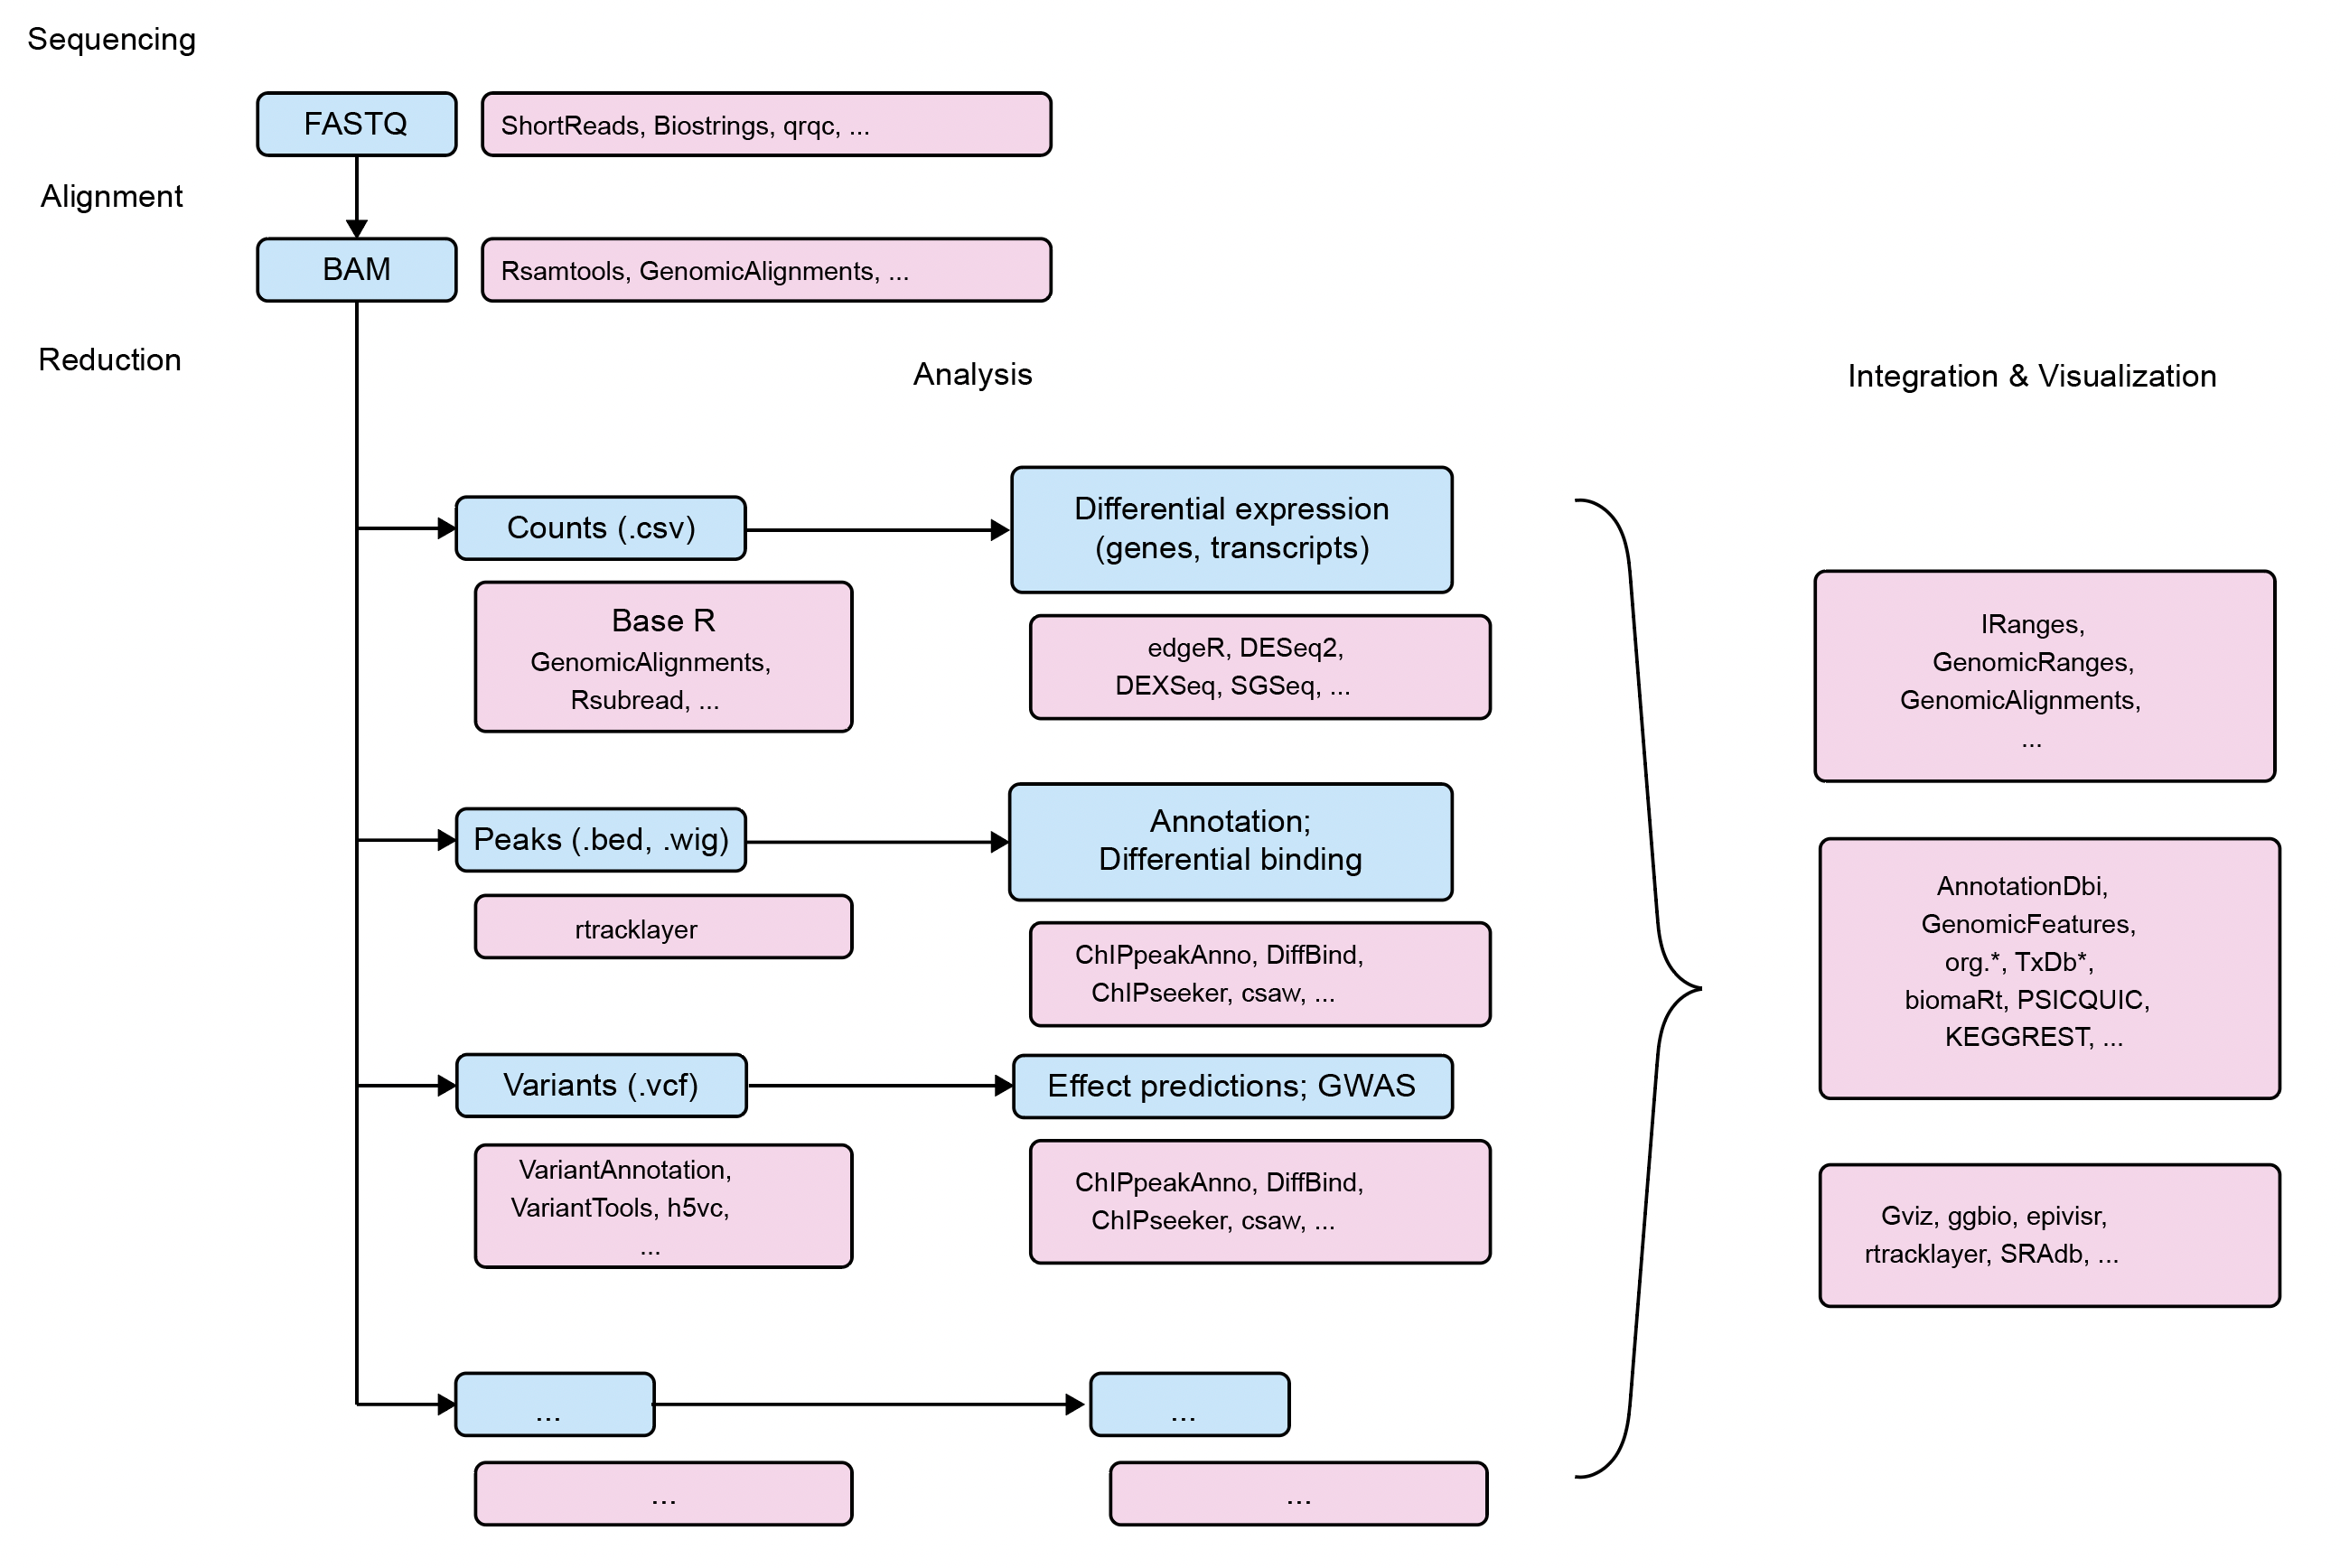 Sequencing
FASTQ
ShortReads, Biostrings, qrqc, ...
Alignment
BAM
Rsamtools, GenomicAlignments, ...
Reduction
Analysis
Integration & Visualization
Counts (.csv)
Differential expression
(genes, transcripts)
Base R
GenomicAlignments,
Rsubread, ...
edgeR, DESeq2,
DEXSeq, SGSeq, ...
Peaks (.bed, .wig)
Annotation;
Differential binding
rtracklayer
ChIPpeakAnno, DiffBind,
ChIPseeker, csaw, ...
Variants (.vcf)
Effect predictions; GWAS
VariantAnnotation,
VariantTools, h5vc,
...
ChIPpeakAnno, DiffBind,
ChIPseeker, csaw, ...
...
...
...
...
IRanges,
GenomicRanges,
GenomicAlignments,
...
AnnotationDbi,
GenomicFeatures,
org.*, TxDb*,
biomaRt, PSICQUIC,
KEGGREST, ...
Gviz, ggbio, epivisr,
rtracklayer, SRAdb, ...